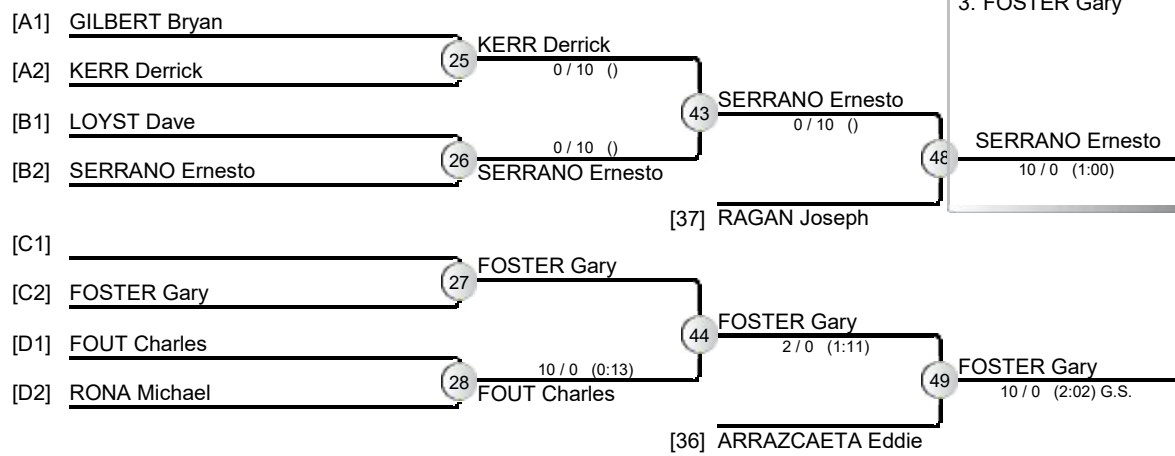 3. FOSTER Gary
[A1] GILBERT Bryan
25 KERR Derrick
0 / 10 ()
[A2] KERR Derrick
43 SERRANO Ernesto
0 / 10 ()
[B1] LOYST Dave
0 / 10 ()
26 SERRANO Ernesto
[B2] SERRANO Ernesto
48 SERRANO Ernesto
10 / 0 (1:00)
[37] RAGAN Joseph
[C1]
27 FOSTER Gary
[C2] FOSTER Gary
44 FOSTER Gary
2 / 0 (1:11)
[D1] FOUT Charles
10 / 0 (0:13)
28 FOUT Charles
[D2] RONA Michael
49 FOSTER Gary
10 / 0 (2:02) G.S.
[36] ARRAZCAETA Eddie